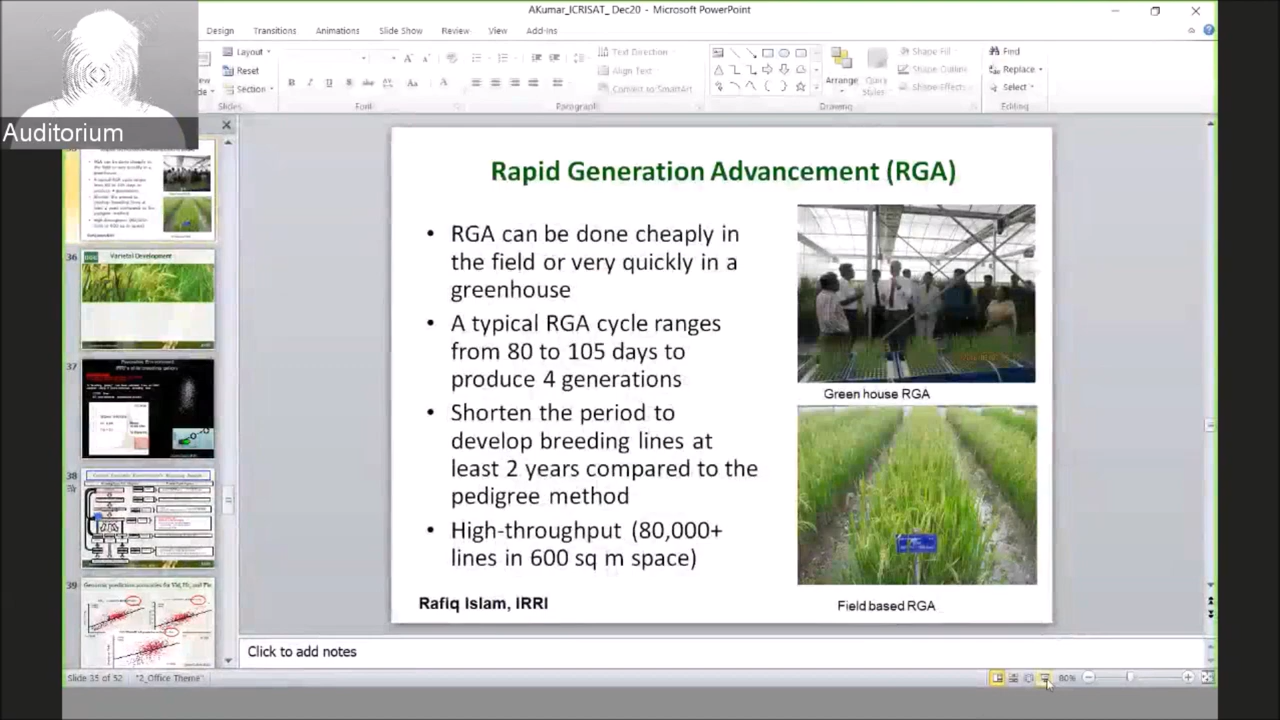 AKumar_ICRISAT_ Dec20 - Microsoft PowerPoint
Design Transitions Animations Slide Show Review View Add-Ins
Layout
Reset
Section
Slides
Font
Paragraph
Text Direction
Align Text
Convert to SmartArt
Arrange
Quick Styles
Shape Fill
Shape Outline
Shape Effects
Drawing
Find
Replace
Select
Editing
Auditorium
36
Varietal Development
37
38
39
Rapid Generation Advancement (RGA)
• RGA can be done cheaply in
the field or very quickly in a
greenhouse
• A typical RGA cycle ranges
from 80 to 105 days to
produce 4 generations
• Shorten the period to
develop breeding lines at
least 2 years compared to the
pedigree method
• High-throughput (80,000+
lines in 600 sq m space)
Rafiq Islam, IRRI
Green house RGA
Field based RGA
Click to add notes
Slide 35 of 52 "2_Office Theme" 80%